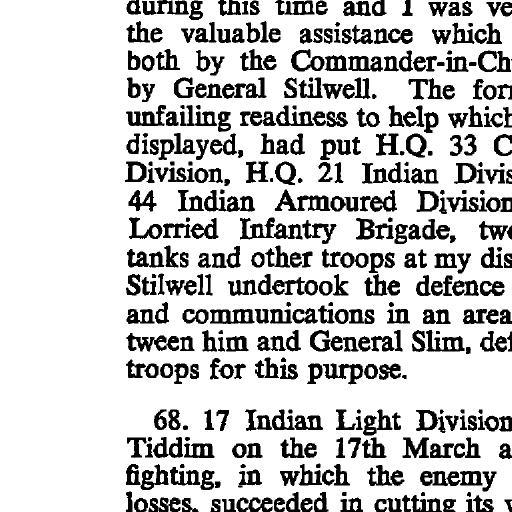 during this time and I was ve
the valuable assistance which
both by the Commander-in-Ch
by General Stilwell. The for
unfailing readiness to help which
displayed, had put H.Q. 33 C
Division, H.Q. 21 Indian Divis
44 Indian Armoured Division
Lorried Infantry Brigade, tw
tanks and other troops at my dis
Stilwell undertook the defence
and communications in an area
tween him and General Slim, def
troops for this purpose.
68. 17 Indian Light Division
Tiddim on the 17th March a
fighting, in which the enemy
losses, succeeded in cutting its